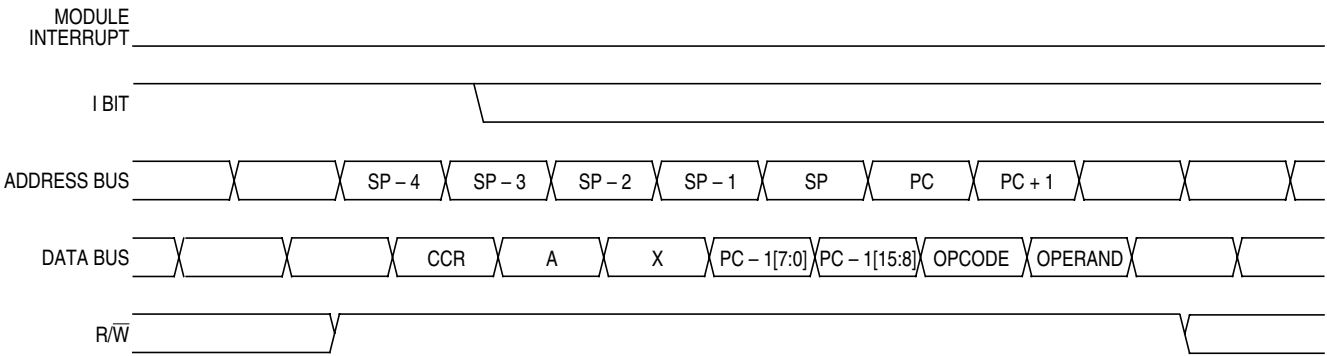 MODULE
INTERRUPT
I BIT
ADDRESS BUS SP – 4 SP – 3 SP – 2 SP – 1 SP PC PC + 1
DATA BUS CCR A X PC – 1[7:0] PC – 1[15:8] OPCODE OPERAND
R/W̅